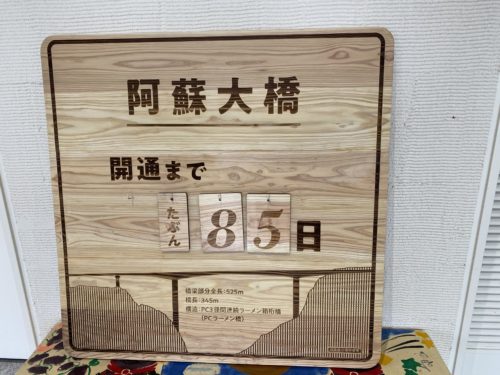 阿蘇大橋
開通まで
たぶん 85日
橋梁部分全長：525m
橋長：345m
構造：PC3径間連続ラーメン箱桁橋
（PCラーメン橋）